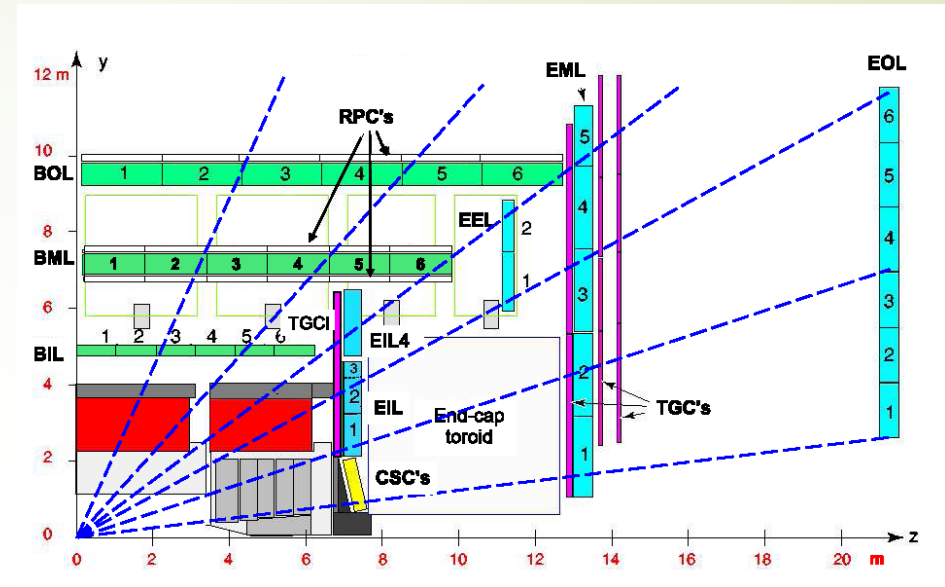 y
EML
EOL
12 m
RPC's
6
5
10
BOL
1 2 3 4 5 6
5
4
8
EEL
2
4
BML
1 2 3 4 5 6
1
3
3
6
TGCI
1 2 3 4 5 6
EIL4
BIL
2
4
3
2
2
EIL
End-cap
toroid
TGC's
1
1
2
1
CSC's
0
z
0 2 4 6 8 10 12 14 16 18 20 m